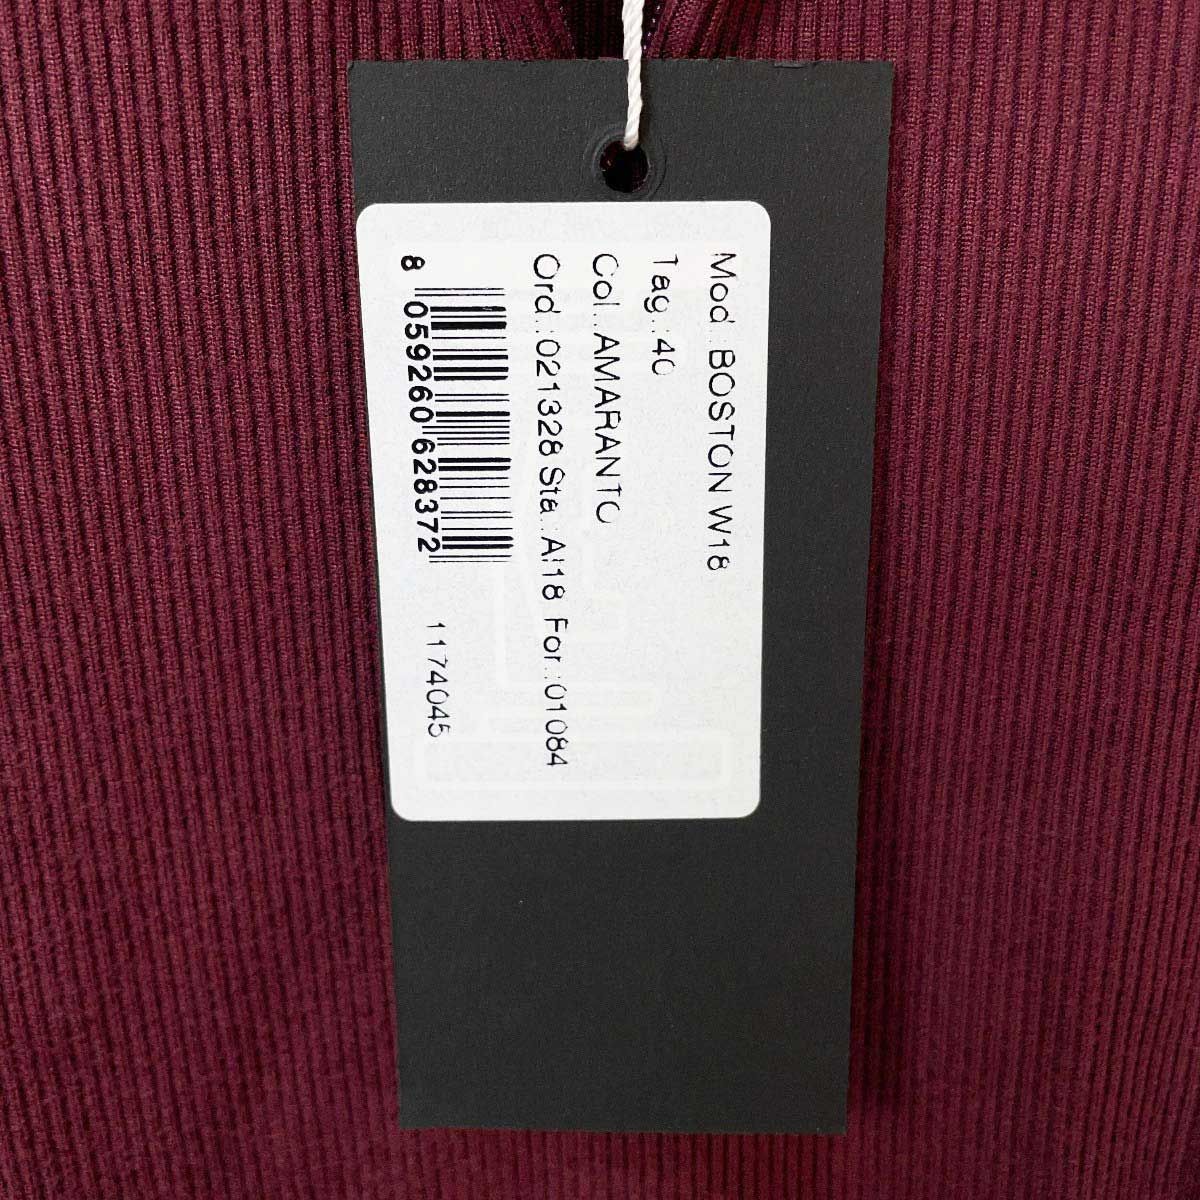 Mod.:BOSTON W18
Tag.:40
Col.:AMARANTO
Ord.:021328 Sta.:AI18 For.:01084
8 059260 628372
1174045